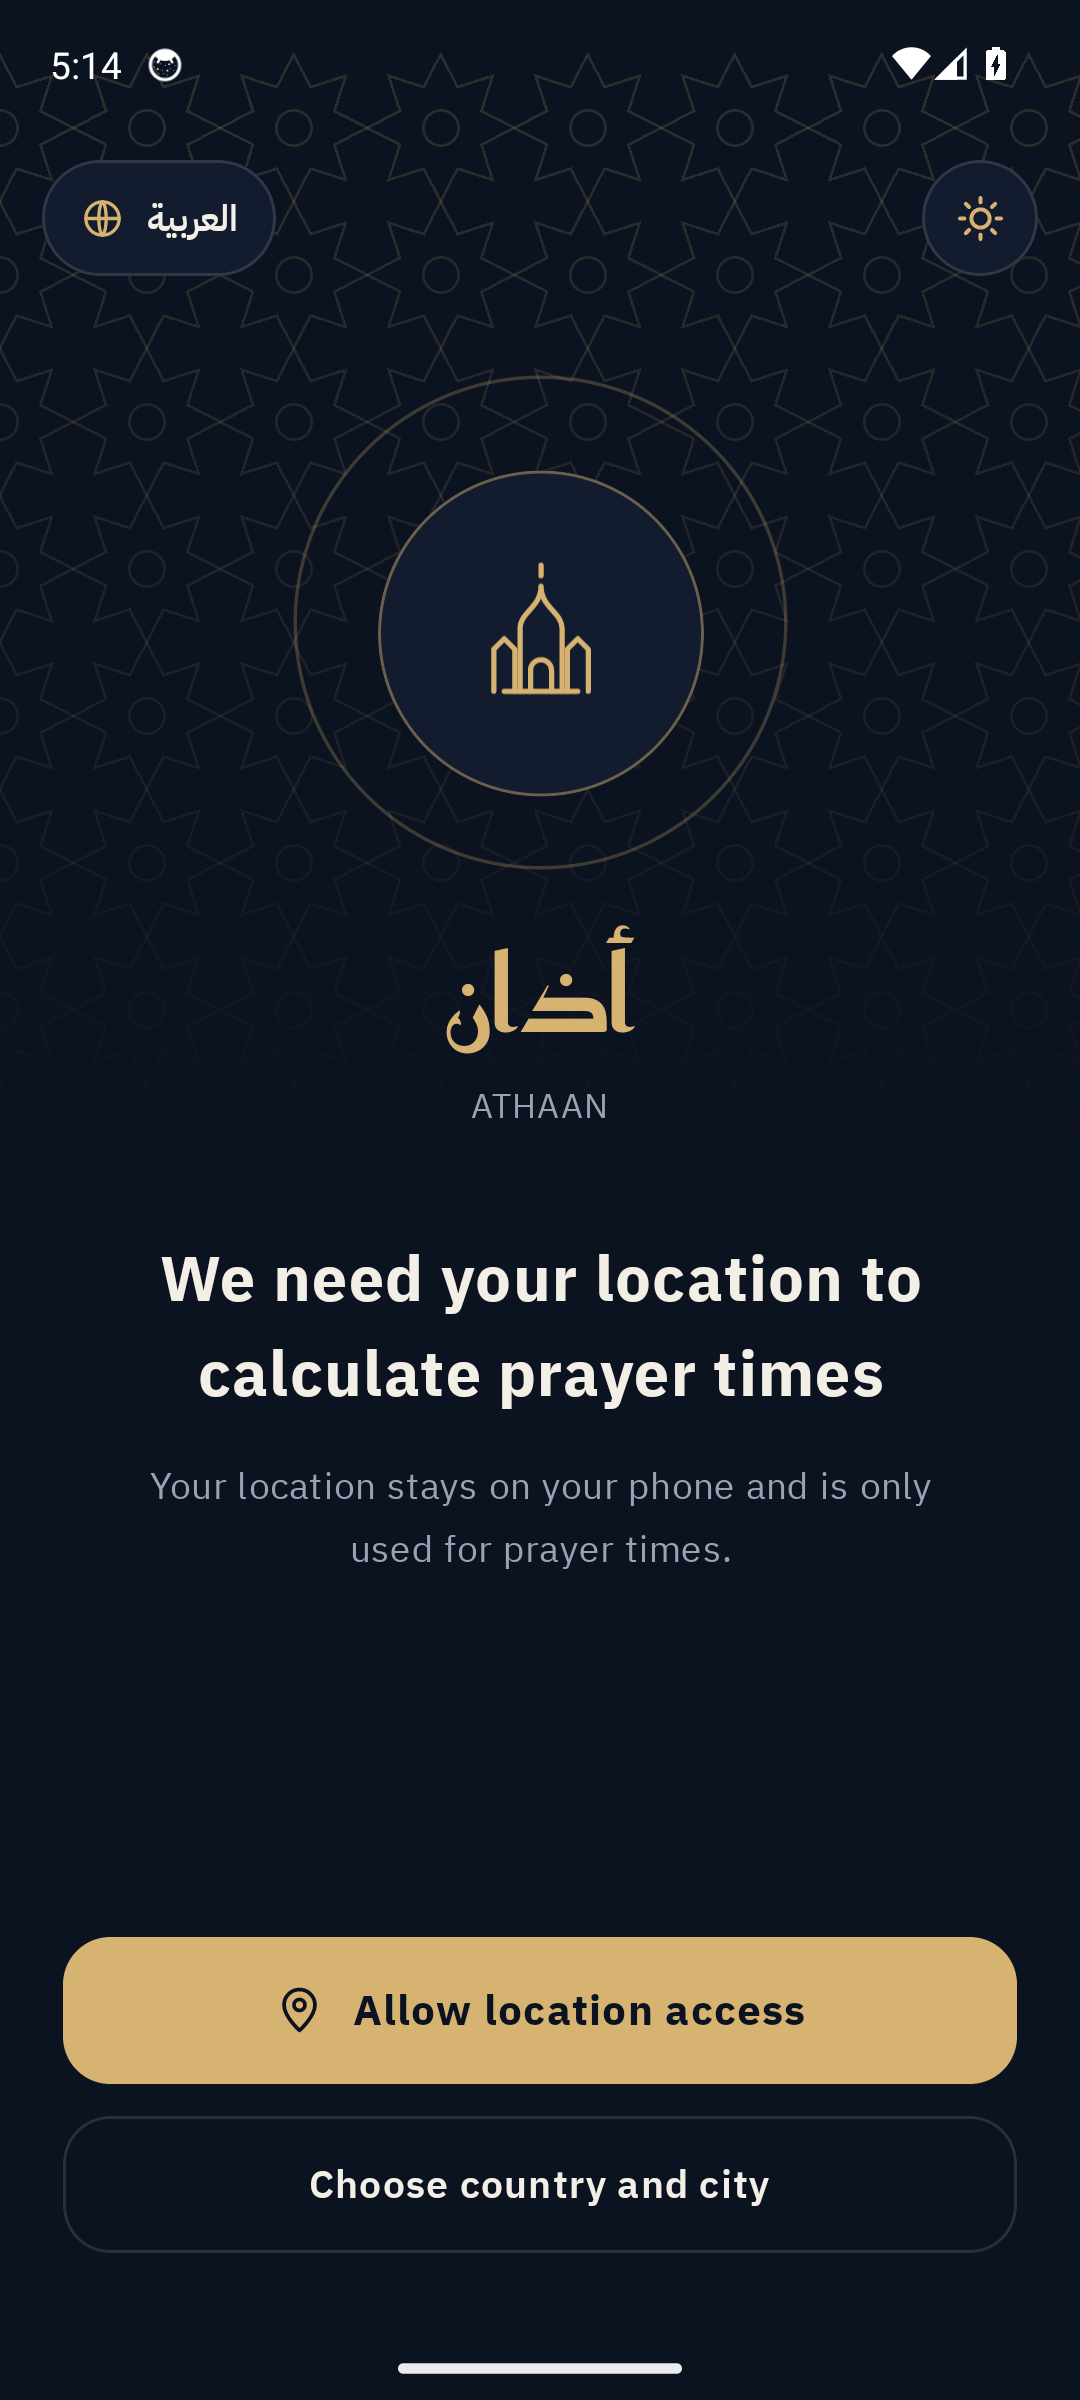 5:14
العربية
أذان
ATHAAN
We need your location to
calculate prayer times
Your location stays on your phone and is only
used for prayer times.
Allow location access
Choose country and city